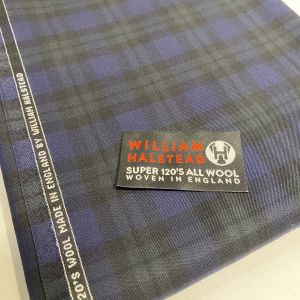 120'S WOOL MADE IN ENGLAND BY WILLIAM HALSTEAD
WILLIAM
HALSTEAD
SUPER 120'S ALL WOOL
WOVEN IN ENGLAND